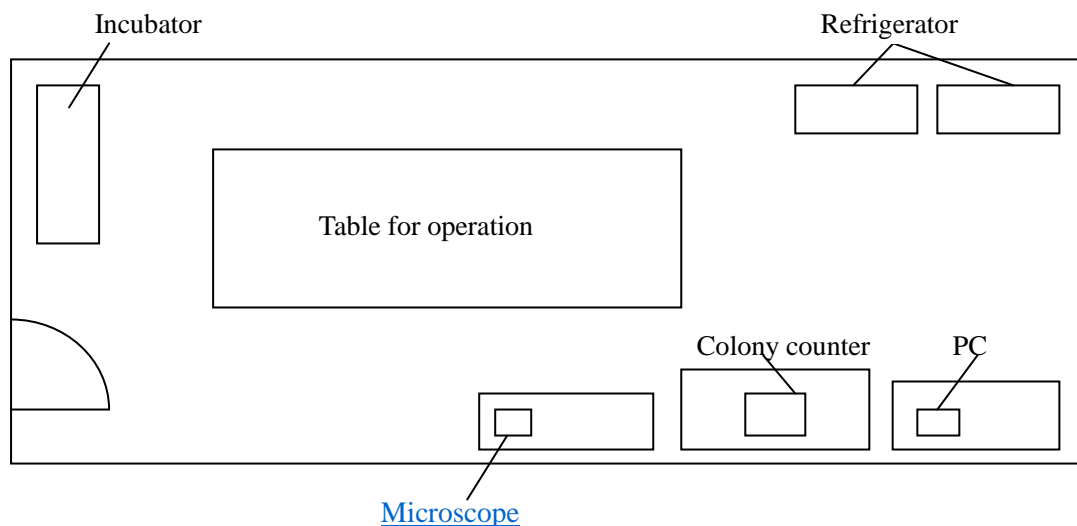 Incubator
Refrigerator
Table for operation
Colony counter
PC
Microscope